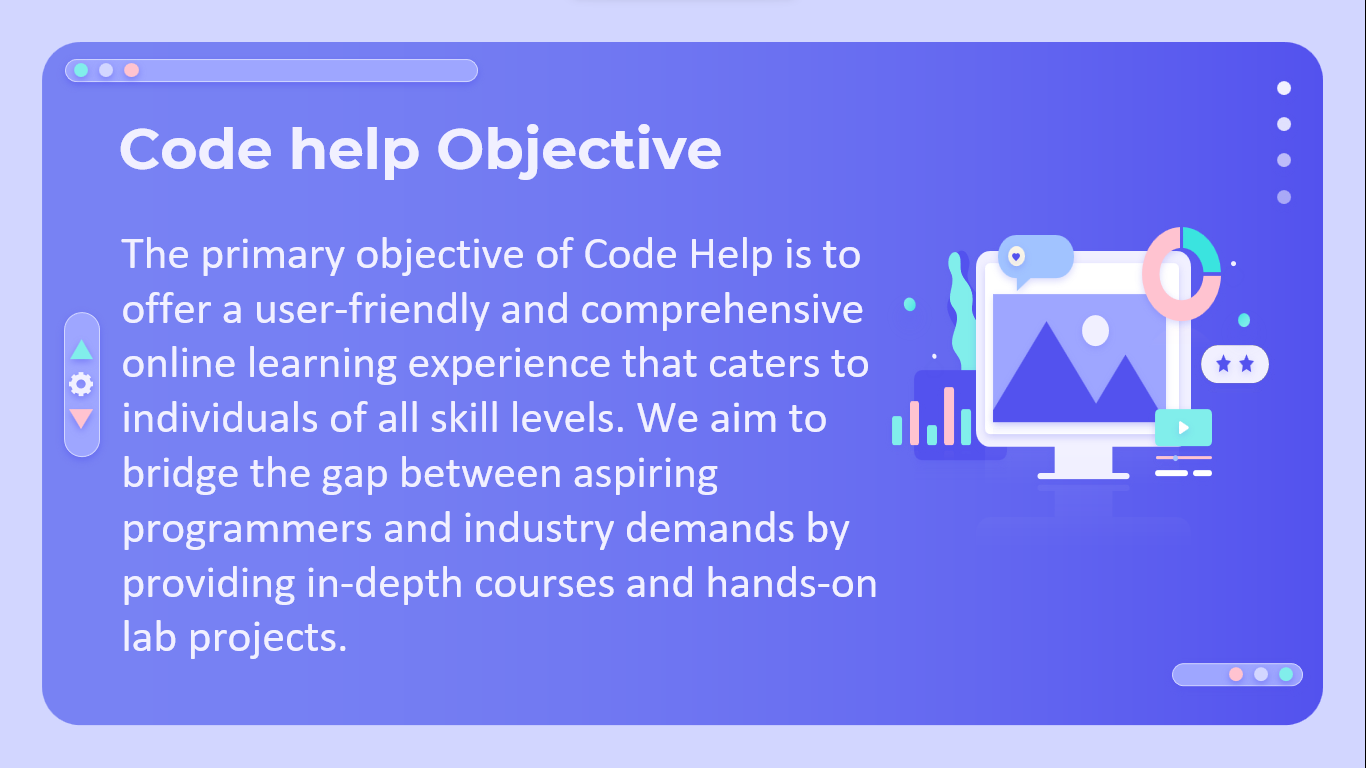 Code help Objective
The primary objective of Code Help is to
offer a user-friendly and comprehensive
online learning experience that caters to
individuals of all skill levels. We aim to
bridge the gap between aspiring
programmers and industry demands by
providing in-depth courses and hands-on
lab projects.